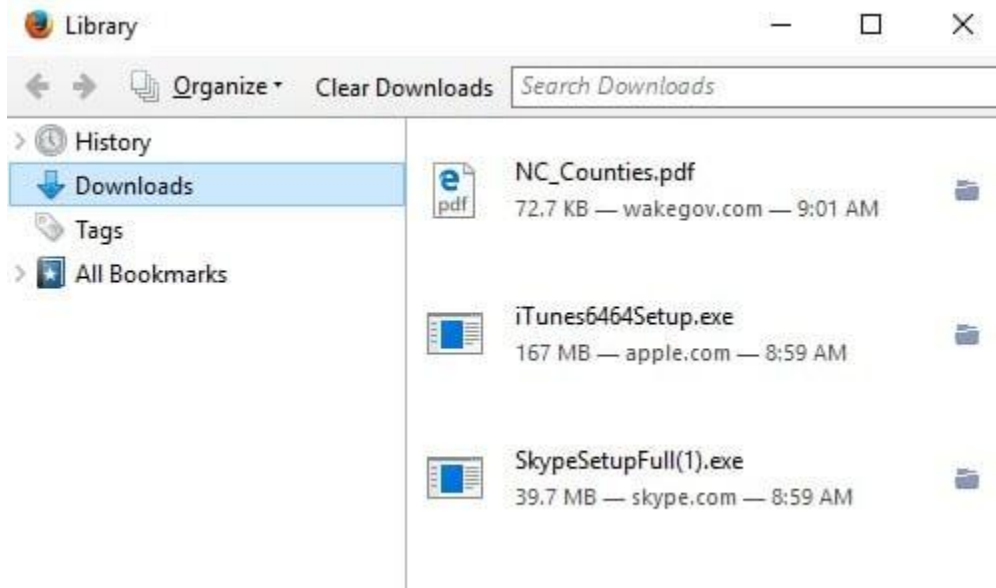 Library
Organize
Clear Downloads
Search Downloads
History
Downloads
Tags
All Bookmarks
NC_Counties.pdf
72.7 KB — wakegov.com — 9:01 AM
pdf
iTunes6464Setup.exe
167 MB — apple.com — 8:59 AM
SkypeSetupFull(1).exe
39.7 MB — skype.com — 8:59 AM